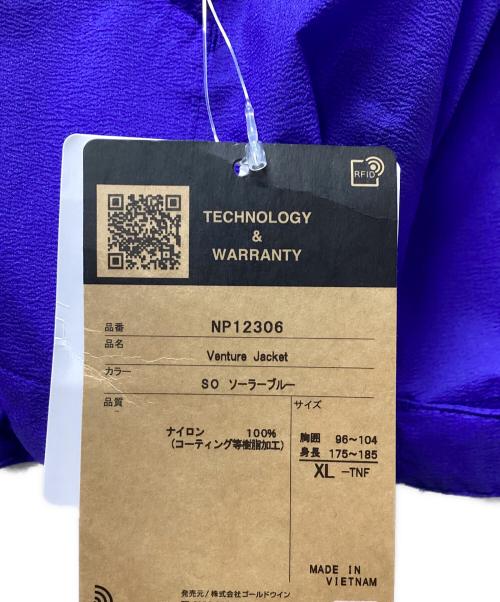 RFID
TECHNOLOGY
&
WARRANTY
品番 NP12306
品名 Venture Jacket
カラー SO ソーラーブルー
品質
ナイロン 100%
(コーティング等樹脂加工)
サイズ
胸囲 96～104
身長 175～185
XL -TNF
MADE IN
VIETNAM
発売元/株式会社ゴールドウイン